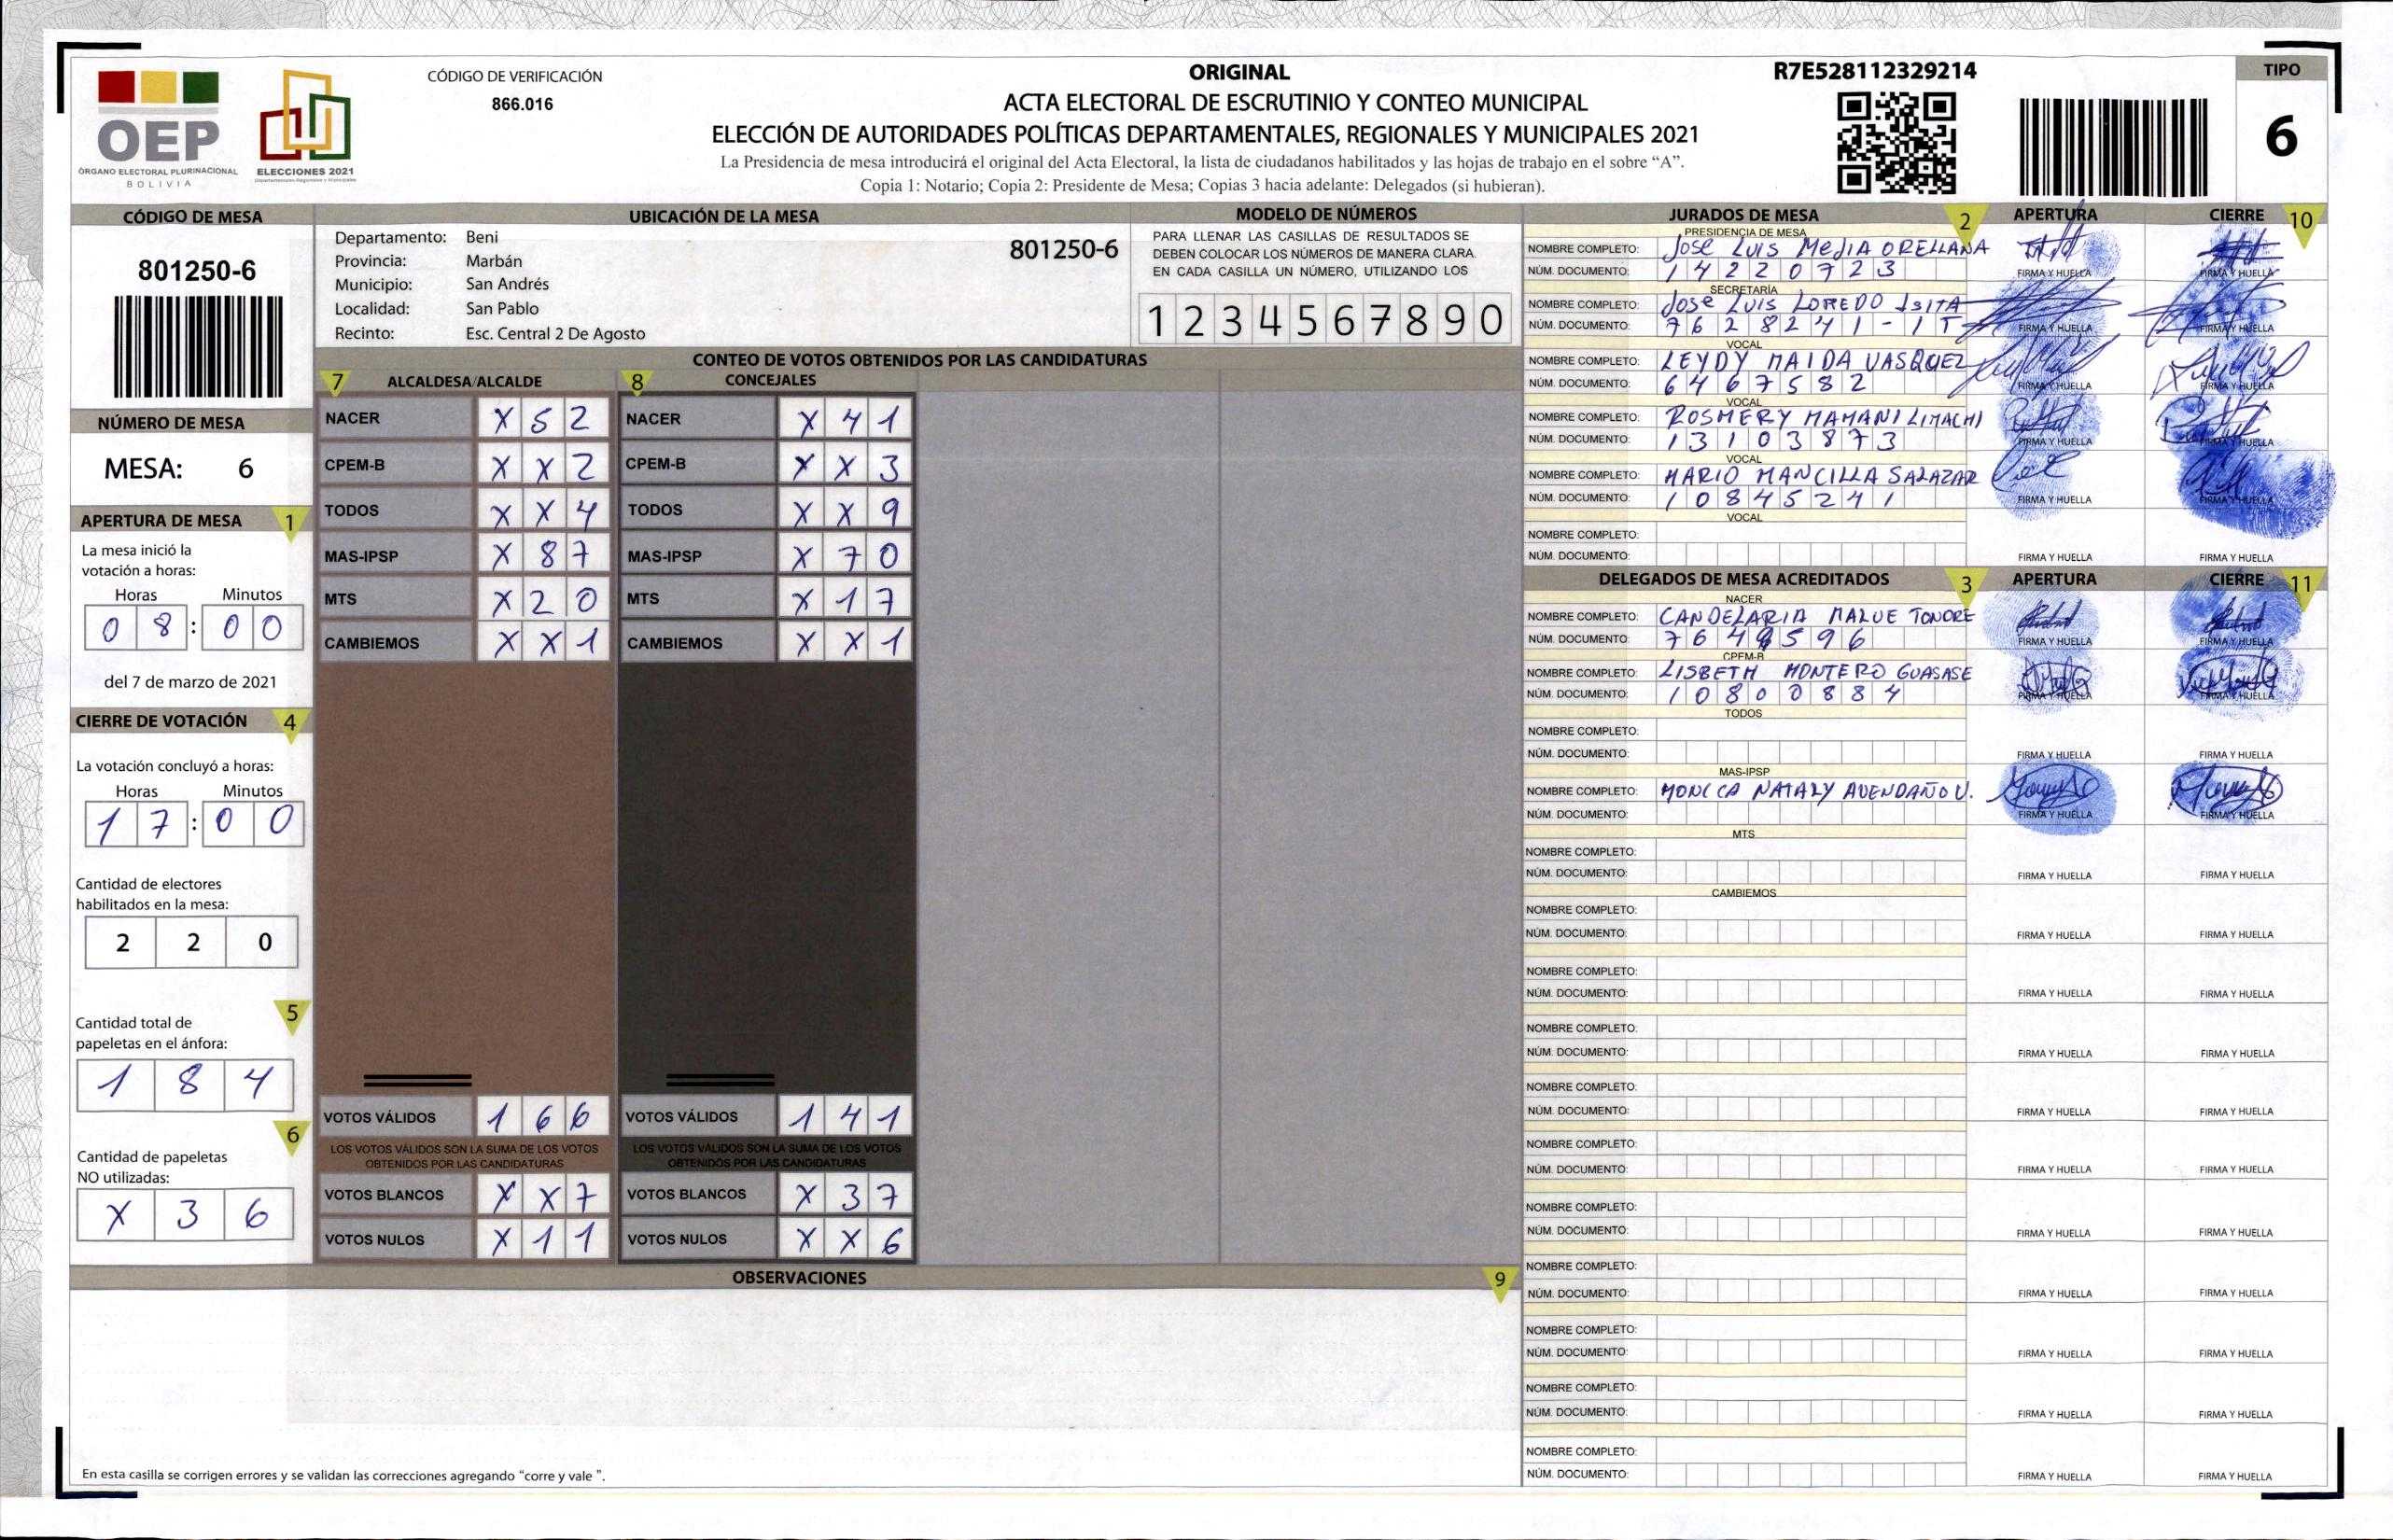 OEP
ÓRGANO ELECTORAL PLURINACIONAL
BOLIVIA
ELECCIONES 2021
CÓDIGO DE VERIFICACIÓN
866.016
ORIGINAL
ACTA ELECTORAL DE ESCRUTINIO Y CONTEO MUNICIPAL
ELECCIÓN DE AUTORIDADES POLÍTICAS DEPARTAMENTALES, REGIONALES Y MUNICIPALES 2021
La Presidencia de mesa introducirá el original del Acta Electoral, la lista de ciudadanos habilitados y las hojas de trabajo en el sobre “A”.
Copia 1: Notario; Copia 2: Presidente de Mesa; Copias 3 hacia adelante: Delegados (si hubieran).
R7E528112329214
TIPO
6
CÓDIGO DE MESA
801250-6
NÚMERO DE MESA
MESA: 6
APERTURA DE MESA 1
La mesa inició la
votación a horas:
Horas Minutos
0 8 : 0 0
del 7 de marzo de 2021
CIERRE DE VOTACIÓN 4
La votación concluyó a horas:
Horas Minutos
1 7 : 0 0
Cantidad de electores
habilitados en la mesa:
2 2 0
5
Cantidad total de
papeletas en el ánfora:
1 8 4
6
Cantidad de papeletas
NO utilizadas:
X 3 6
UBICACIÓN DE LA MESA
Departamento: Beni
801250-6
Provincia: Marbán
Municipio: San Andrés
Localidad: San Pablo
Recinto: Esc. Central 2 De Agosto
MODELO DE NÚMEROS
PARA LLENAR LAS CASILLAS DE RESULTADOS SE
DEBEN COLOCAR LOS NÚMEROS DE MANERA CLARA
EN CADA CASILLA UN NÚMERO, UTILIZANDO LOS
1 2 3 4 5 6 7 8 9 0
CONTEO DE VOTOS OBTENIDOS POR LAS CANDIDATURAS
7 ALCALDESA/ALCALDE
NACER X 5 2
CPEM-B X X 2
TODOS X X 4
MAS-IPSP X 8 7
MTS X 2 0
CAMBIEMOS X X 1
VOTOS VÁLIDOS 1 6 6
LOS VOTOS VÁLIDOS SON LA SUMA DE LOS VOTOS
OBTENIDOS POR LAS CANDIDATURAS
VOTOS BLANCOS X X 7
VOTOS NULOS X 1 1
8 CONCEJALES
NACER X 4 1
CPEM-B X X 3
TODOS X X 9
MAS-IPSP X 7 0
MTS X 1 7
CAMBIEMOS X X 1
VOTOS VÁLIDOS 1 4 1
LOS VOTOS VÁLIDOS SON LA SUMA DE LOS VOTOS
OBTENIDOS POR LAS CANDIDATURAS
VOTOS BLANCOS X 3 7
VOTOS NULOS X X 6
OBSERVACIONES 9
En esta casilla se corrigen errores y se validan las correcciones agregando “corre y vale ”.
JURADOS DE MESA 2 APERTURA CIERRE 10
PRESIDENCIA DE MESA
NOMBRE COMPLETO: JOSE LUIS MEJIA ORELLANA
NÚM. DOCUMENTO: 1 4 2 2 0 7 2 3 FIRMA Y HUELLA FIRMA Y HUELLA
SECRETARÍA
NOMBRE COMPLETO: JOSE LUIS LOREDO ISITA
NÚM. DOCUMENTO: 7 6 2 8 2 4 1 - 1 T FIRMA Y HUELLA FIRMA Y HUELLA
VOCAL
NOMBRE COMPLETO: LEYDY MAIDA VASQUEZ
NÚM. DOCUMENTO: 6 4 6 7 5 8 2 FIRMA Y HUELLA FIRMA Y HUELLA
VOCAL
NOMBRE COMPLETO: ROSMERY MAMANI LIMACHI
NÚM. DOCUMENTO: 1 3 1 0 3 8 7 3 FIRMA Y HUELLA FIRMA Y HUELLA
VOCAL
NOMBRE COMPLETO: MARIO MANCILLA SALAZAR
NÚM. DOCUMENTO: 1 0 8 4 5 2 4 1 FIRMA Y HUELLA FIRMA Y HUELLA
VOCAL
NOMBRE COMPLETO:
NÚM. DOCUMENTO: FIRMA Y HUELLA FIRMA Y HUELLA
DELEGADOS DE MESA ACREDITADOS 3 APERTURA CIERRE 11
NACER
NOMBRE COMPLETO: CANDELARIA MALUE TONORE
NÚM. DOCUMENTO: 7 6 4 9 5 9 6 FIRMA Y HUELLA FIRMA Y HUELLA
CPEM-B
NOMBRE COMPLETO: LISBETH MONTERO GUASASE
NÚM. DOCUMENTO: 1 0 8 0 0 8 8 4 FIRMA Y HUELLA FIRMA Y HUELLA
TODOS
NOMBRE COMPLETO:
NÚM. DOCUMENTO: FIRMA Y HUELLA FIRMA Y HUELLA
MAS-IPSP
NOMBRE COMPLETO: MONICA NATALY AVENDAÑO V.
NÚM. DOCUMENTO: FIRMA Y HUELLA FIRMA Y HUELLA
MTS
NOMBRE COMPLETO:
NÚM. DOCUMENTO: FIRMA Y HUELLA FIRMA Y HUELLA
CAMBIEMOS
NOMBRE COMPLETO:
NÚM. DOCUMENTO: FIRMA Y HUELLA FIRMA Y HUELLA
NOMBRE COMPLETO:
NÚM. DOCUMENTO: FIRMA Y HUELLA FIRMA Y HUELLA
NOMBRE COMPLETO:
NÚM. DOCUMENTO: FIRMA Y HUELLA FIRMA Y HUELLA
NOMBRE COMPLETO:
NÚM. DOCUMENTO: FIRMA Y HUELLA FIRMA Y HUELLA
NOMBRE COMPLETO:
NÚM. DOCUMENTO: FIRMA Y HUELLA FIRMA Y HUELLA
NOMBRE COMPLETO:
NÚM. DOCUMENTO: FIRMA Y HUELLA FIRMA Y HUELLA
NOMBRE COMPLETO:
NÚM. DOCUMENTO: FIRMA Y HUELLA FIRMA Y HUELLA
NOMBRE COMPLETO:
NÚM. DOCUMENTO: FIRMA Y HUELLA FIRMA Y HUELLA
NOMBRE COMPLETO:
NÚM. DOCUMENTO: FIRMA Y HUELLA FIRMA Y HUELLA
NOMBRE COMPLETO:
NÚM. DOCUMENTO: FIRMA Y HUELLA FIRMA Y HUELLA